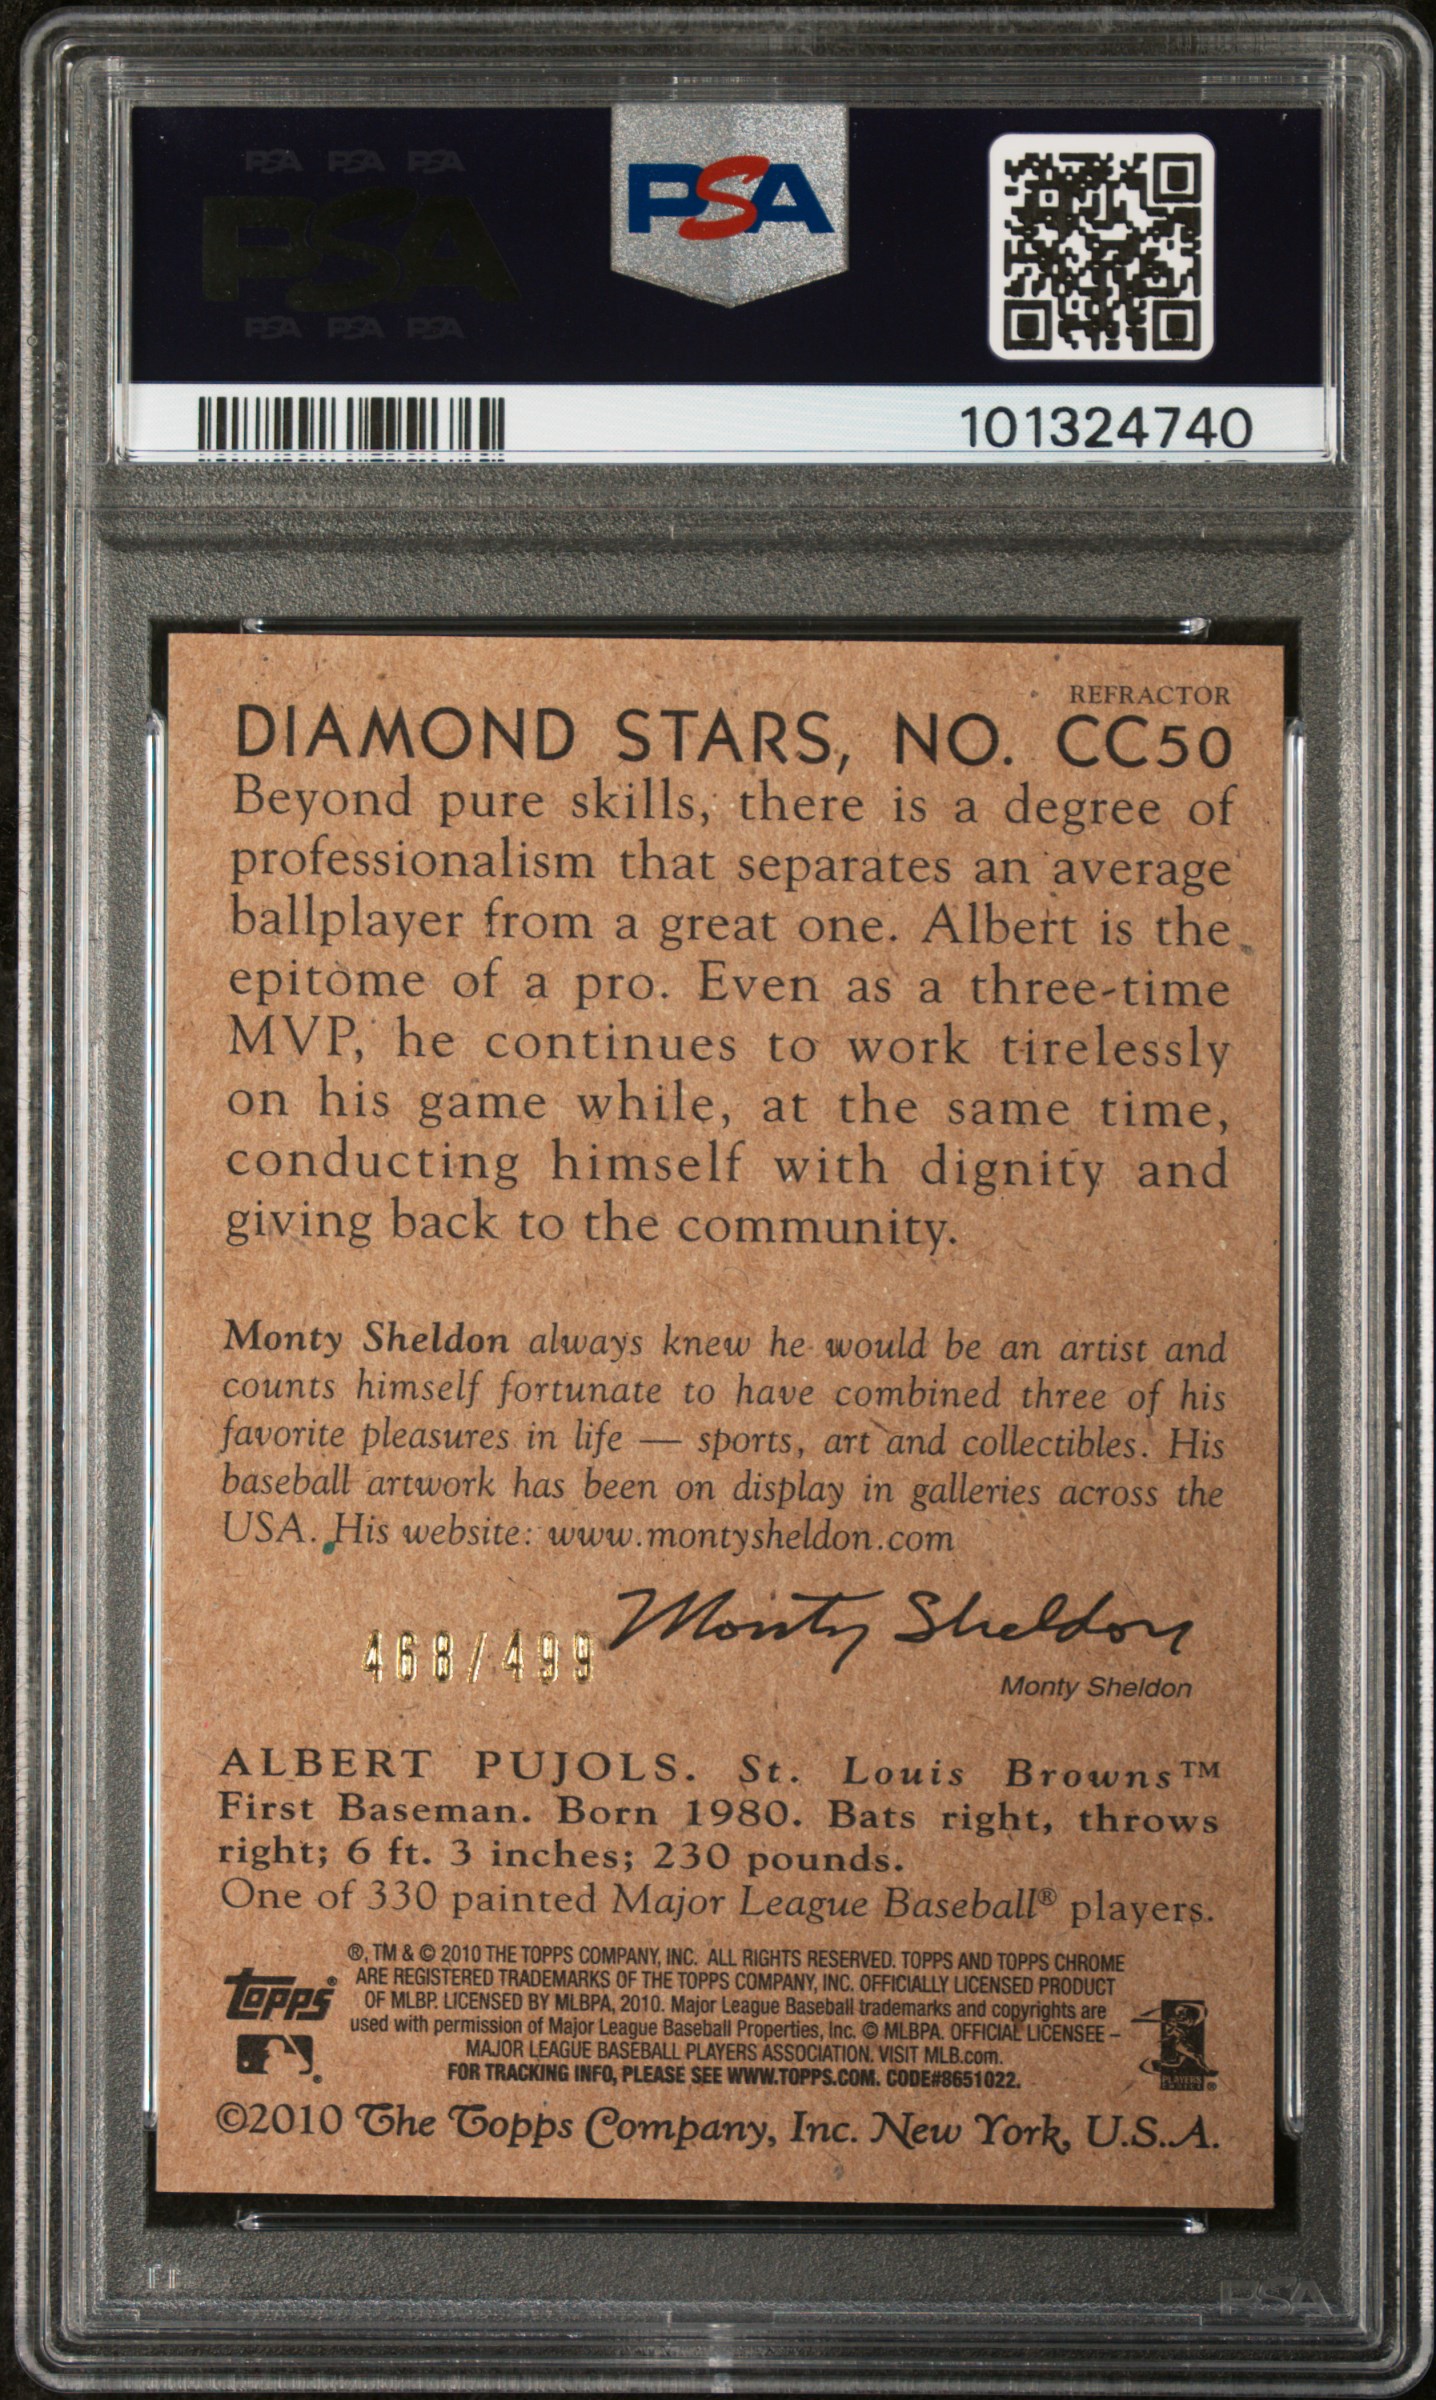 PSA PSA PSA
PSA
PSA PSA PSA
PSA
101324740
REFRACTOR
DIAMOND STARS, NO. CC50
Beyond pure skills, there is a degree of
professionalism that separates an average
ballplayer from a great one. Albert is the
epitome of a pro. Even as a three-time
MVP, he continues to work tirelessly
on his game while, at the same time,
conducting himself with dignity and
giving back to the community.
Monty Sheldon always knew he would be an artist and
counts himself fortunate to have combined three of his
favorite pleasures in life — sports, art and collectibles. His
baseball artwork has been on display in galleries across the
USA. His website: www.montysheldon.com
468/499
Monty Sheldon
Monty Sheldon
ALBERT PUJOLS. St. Louis Browns™
First Baseman. Born 1980. Bats right, throws
right; 6 ft. 3 inches; 230 pounds.
One of 330 painted Major League Baseball® players.
®, TM & © 2010 THE TOPPS COMPANY, INC. ALL RIGHTS RESERVED. TOPPS AND TOPPS CHROME
ARE REGISTERED TRADEMARKS OF THE TOPPS COMPANY, INC. OFFICIALLY LICENSED PRODUCT
OF MLBP. LICENSED BY MLBPA, 2010. Major League Baseball trademarks and copyrights are
used with permission of Major League Baseball Properties, Inc. © MLBPA. OFFICIAL LICENSEE –
MAJOR LEAGUE BASEBALL PLAYERS ASSOCIATION. VISIT MLB.com.
FOR TRACKING INFO, PLEASE SEE WWW.TOPPS.COM. CODE#8651022.
topps®
PLAYERS
©2010 The Topps Company, Inc. New York, U.S.A.
PSA